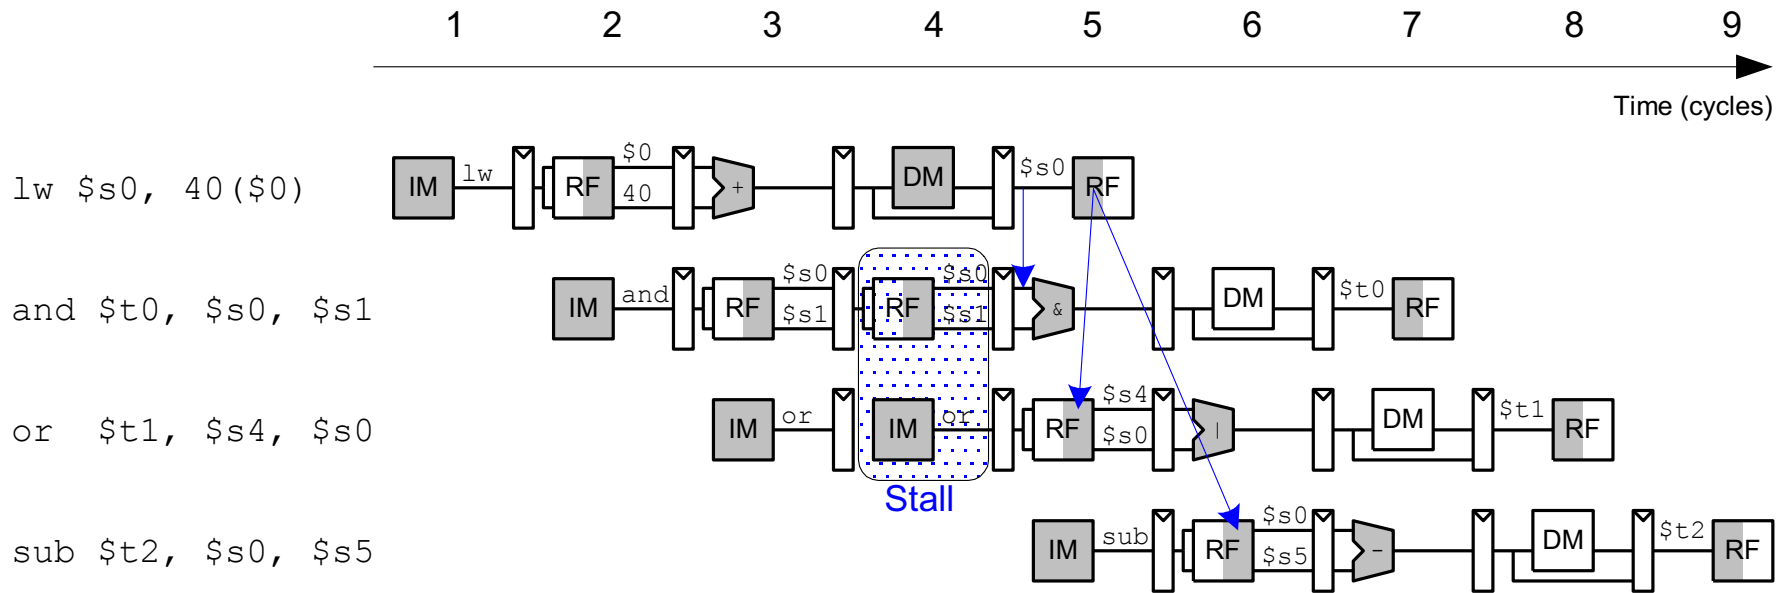 1 2 3 4 5 6 7 8 9
Time (cycles)
lw $s0, 40($0) IM lw RF $0 40 + DM $s0 RF
and $t0, $s0, $s1 IM and RF $s0 $s1 RF $s0 $s1 & DM $t0 RF
or $t1, $s4, $s0 IM or IM or RF $s4 $s0 | DM $t1 RF
Stall
sub $t2, $s0, $s5 IM sub RF $s0 $s5 - DM $t2 RF